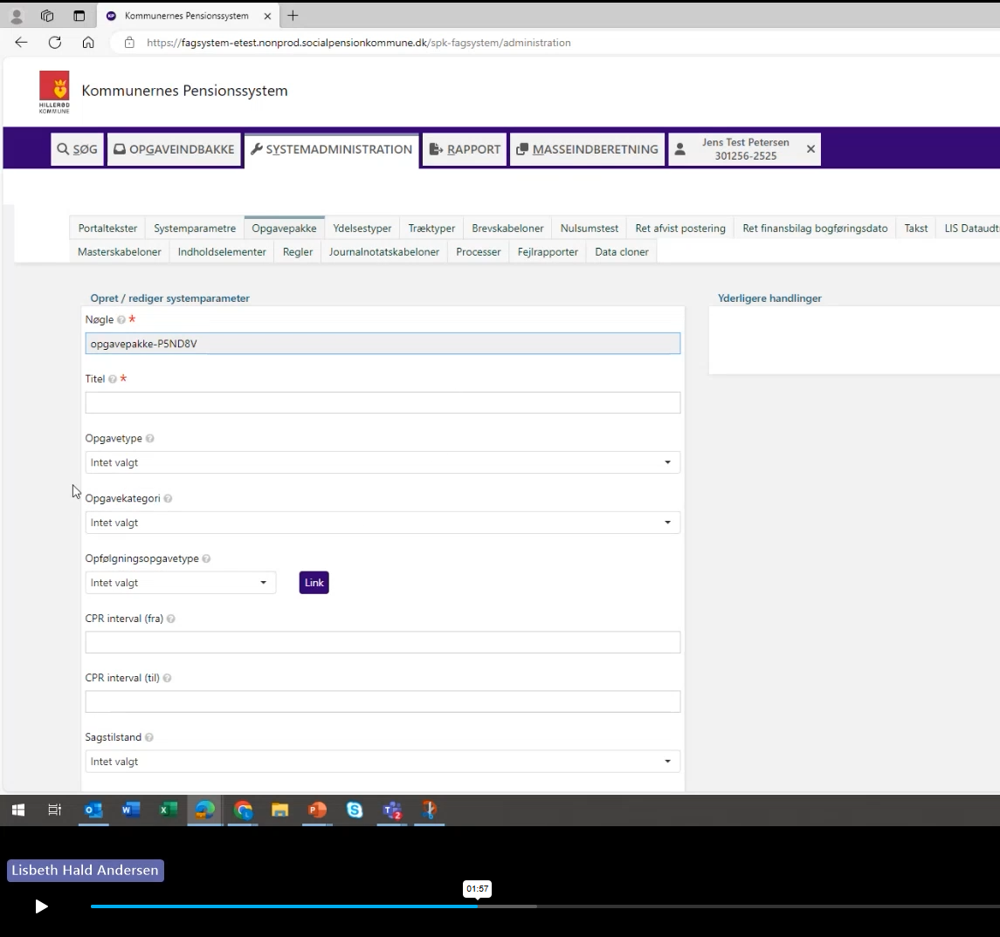 KP Kommunernes Pensionssystem
https://fagsystem-etest.nonprod.socialpensionkommune.dk/spk-fagsystem/administration
HILLERØD
KOMMUNE
Kommunernes Pensionssystem
SØG
OPGAVEINDBAKKE
SYSTEMADMINISTRATION
RAPPORT
MASSEINDBERETNING
Jens Test Petersen
301256-2525
Portaltekster Systemparametre Opgavepakke Ydelsestyper Træktyper Brevskabeloner Nulsumstest Ret afvist postering Ret finansbilag bogføringsdato Takst LIS Dataudt
Masterskabeloner Indholdselementer Regler Journalnotatskabeloner Processer Fejlrapporter Data cloner
Opret / rediger systemparameter
Yderligere handlinger
Nøgle ? *
opgavepakke-P5ND8V
Titel ? *
Opgavetype ?
Intet valgt
Opgavekategori ?
Intet valgt
Opfølgningsopgavetype ?
Intet valgt
Link
CPR interval (fra) ?
CPR interval (til) ?
Sagstilstand ?
Intet valgt
Lisbeth Hald Andersen
01:57